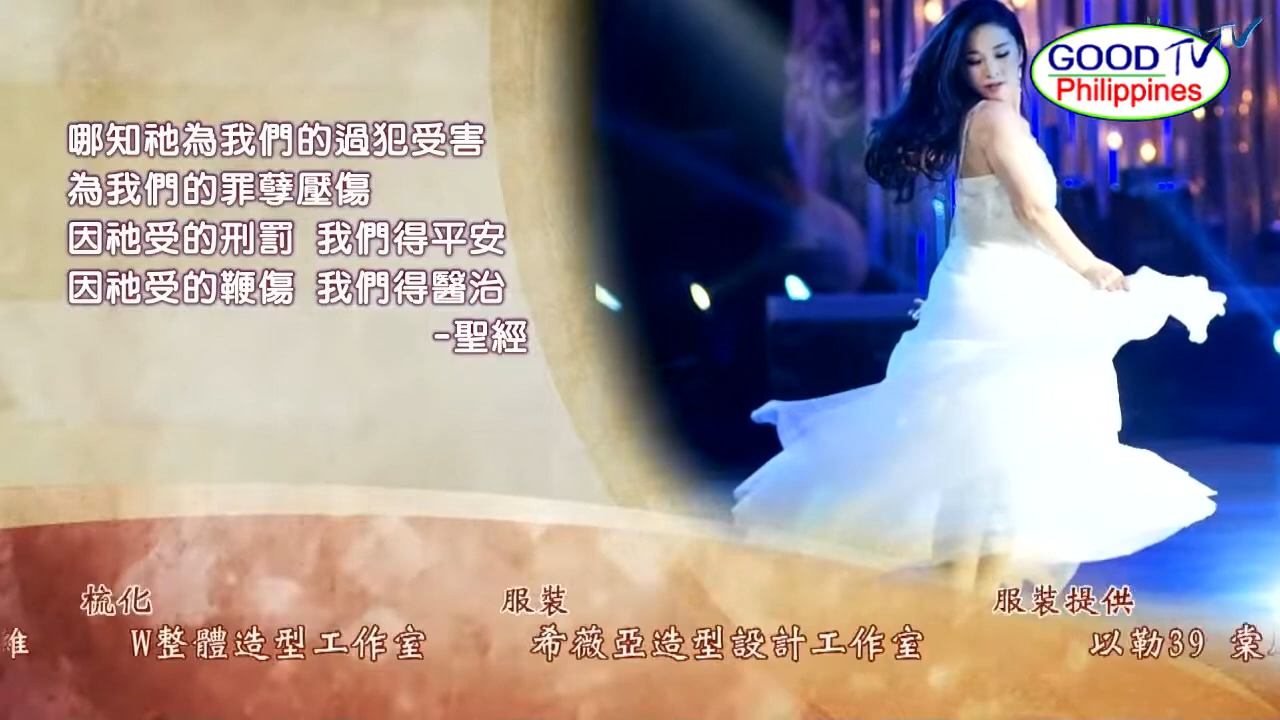 GOOD TV
Philippines
哪知祂為我們的過犯受害
為我們的罪孽壓傷
因祂受的刑罰 我們得平安
因祂受的鞭傷 我們得醫治
-聖經
梳化 服裝 服裝提供
W整體造型工作室 希薇亞造型設計工作室 以勒39 棠